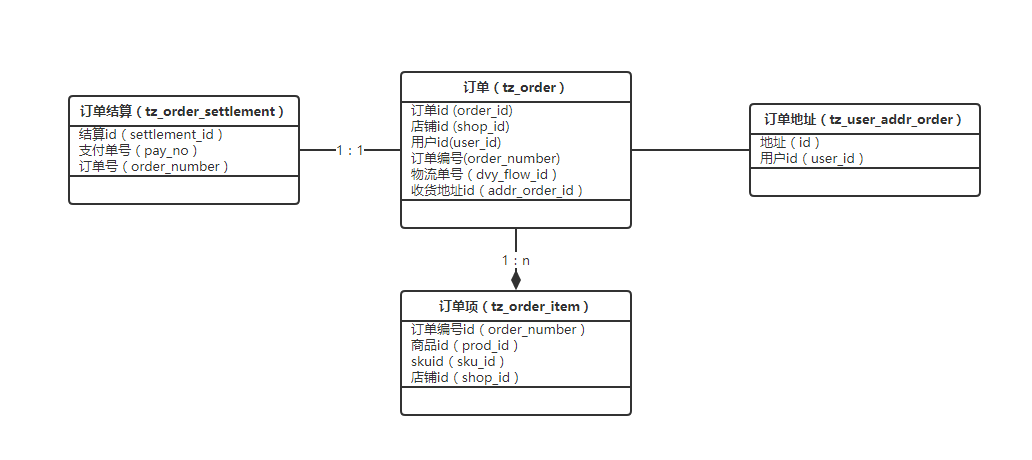 订单结算（tz_order_settlement）
结算id（settlement_id）
支付单号（pay_no）
订单号（order_number）
1：1
订单（tz_order）
订单id (order_id)
店铺id (shop_id)
用户id(user_id)
订单编号(order_number)
物流单号（dvy_flow_id）
收货地址id（addr_order_id）
订单地址（tz_user_addr_order）
地址（id）
用户id（user_id）
1：n
订单项（tz_order_item）
订单编号id（order_number）
商品id（prod_id）
skuid（sku_id）
店铺id（shop_id）